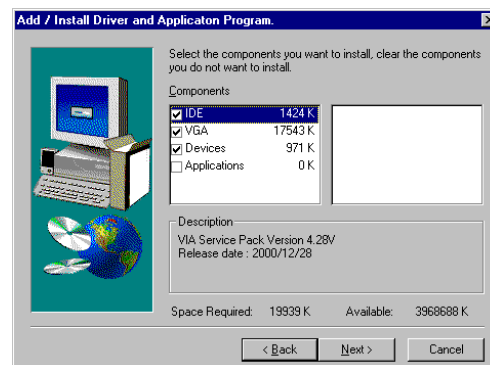 Add / Install Driver and Applicaton Program.
Select the components you want to install, clear the components
you do not want to install.
Components
IDE 1424 K
VGA 17543 K
Devices 971 K
Applications 0 K
Description
VIA Service Pack Version 4.28V
Release date : 2000/12/28
Space Required: 19939 K Available: 3968688 K
< Back Next > Cancel